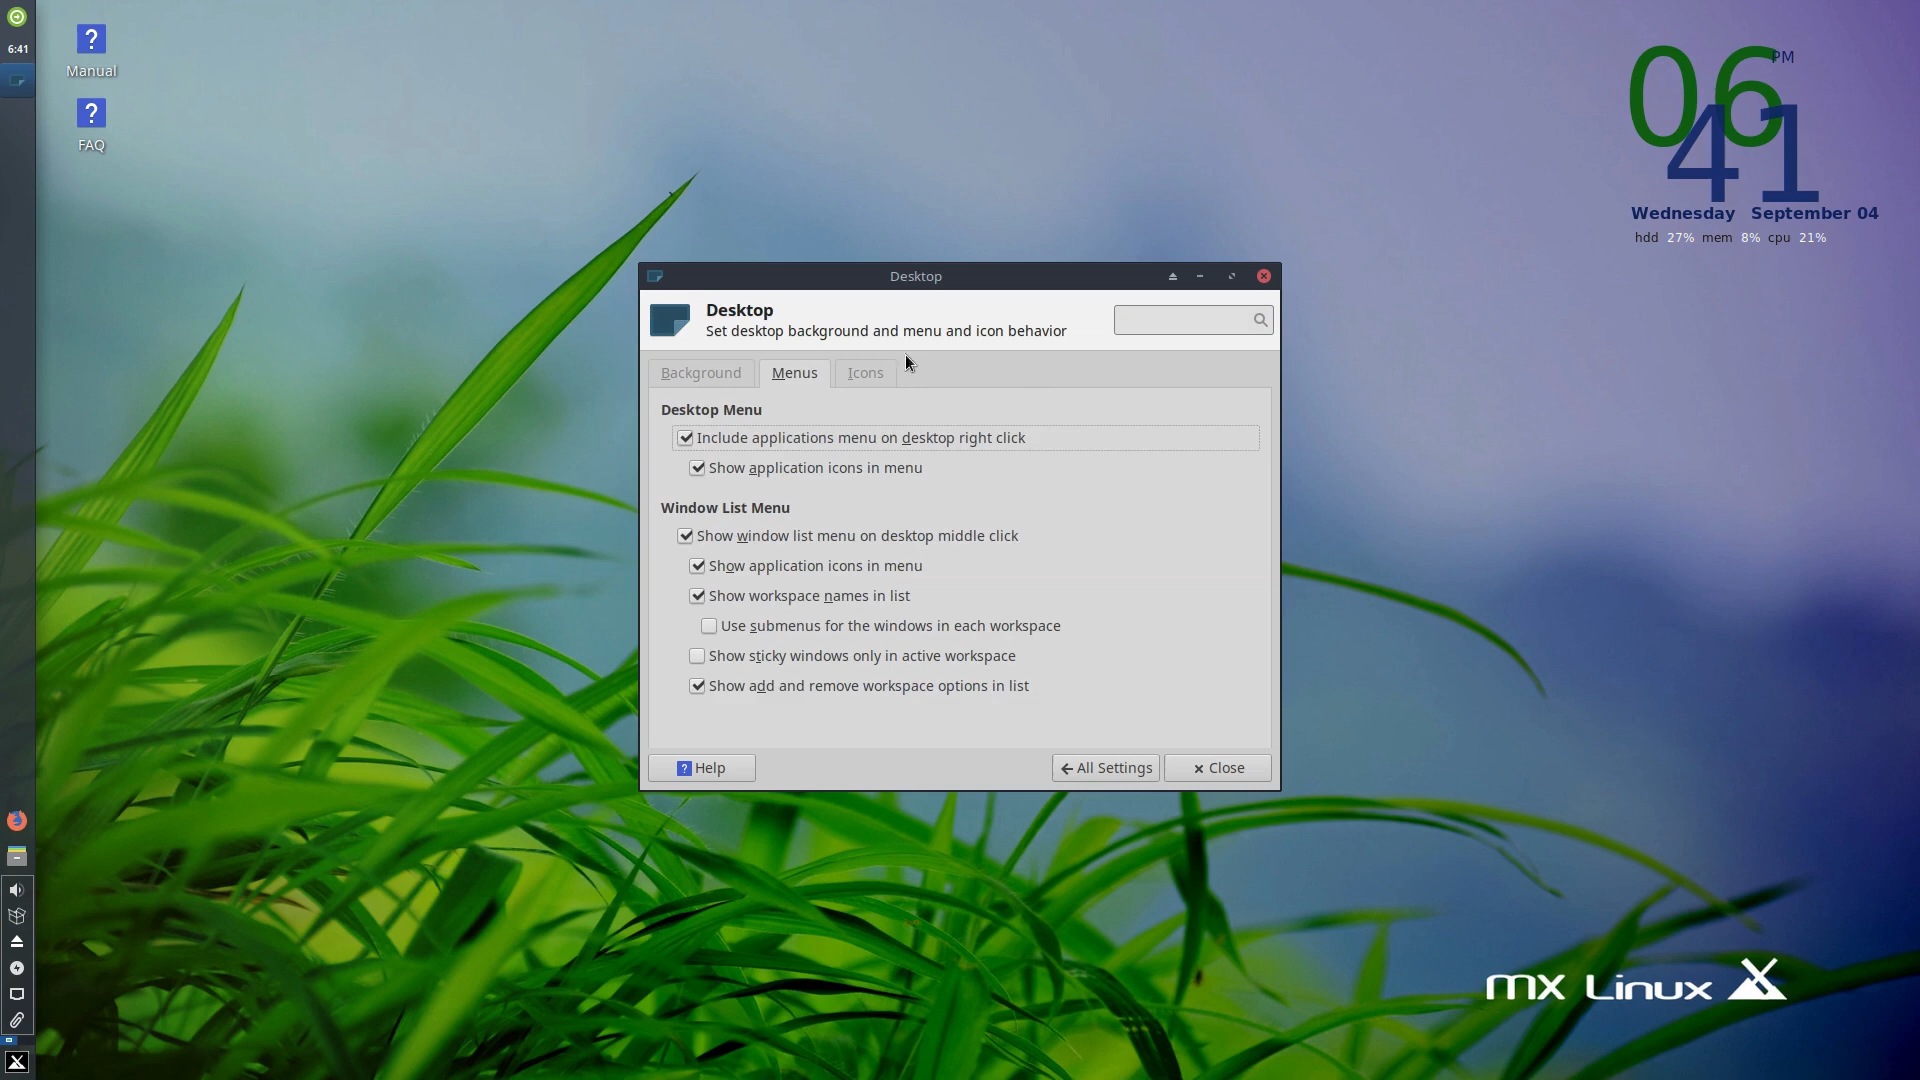 6:41
Manual
FAQ
06 PM
41
Wednesday September 04
hdd 27% mem 8% cpu 21%
Desktop
Desktop
Set desktop background and menu and icon behavior
Background Menus Icons
Desktop Menu
Include applications menu on desktop right click
Show application icons in menu
Window List Menu
Show window list menu on desktop middle click
Show application icons in menu
Show workspace names in list
Use submenus for the windows in each workspace
Show sticky windows only in active workspace
Show add and remove workspace options in list
? Help
All Settings
Close
mx Linux